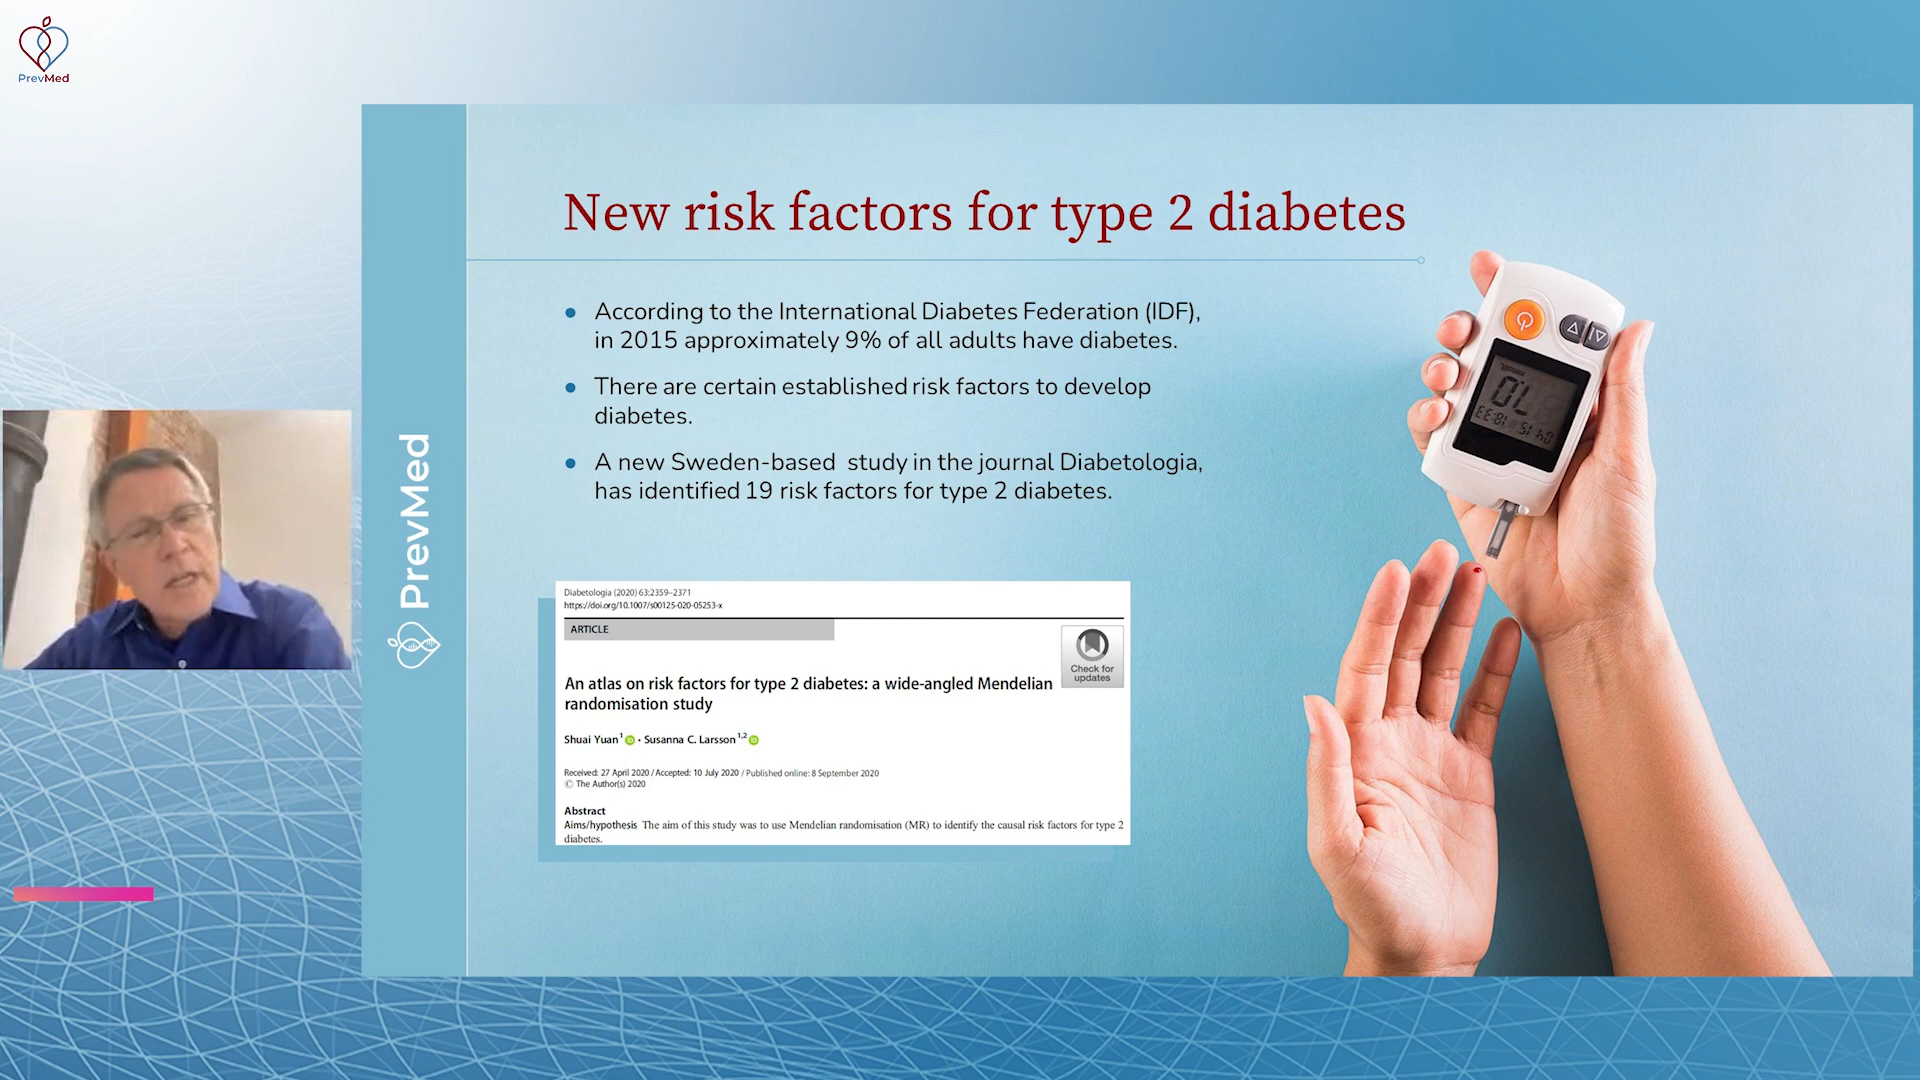 PrevMed
PrevMed
New risk factors for type 2 diabetes
• According to the International Diabetes Federation (IDF),
in 2015 approximately 9% of all adults have diabetes.
• There are certain established risk factors to develop
diabetes.
• A new Sweden-based study in the journal Diabetologia,
has identified 19 risk factors for type 2 diabetes.
Diabetologia (2020) 63:2359–2371
https://doi.org/10.1007/s00125-020-05253-x
ARTICLE
Check for
updates
An atlas on risk factors for type 2 diabetes: a wide-angled Mendelian
randomisation study
Shuai Yuan1 iD · Susanna C. Larsson1,2 iD
Received: 27 April 2020 / Accepted: 10 July 2020 / Published online: 8 September 2020
© The Author(s) 2020
Abstract
Aims/hypothesis The aim of this study was to use Mendelian randomisation (MR) to identify the causal risk factors for type 2
diabetes.